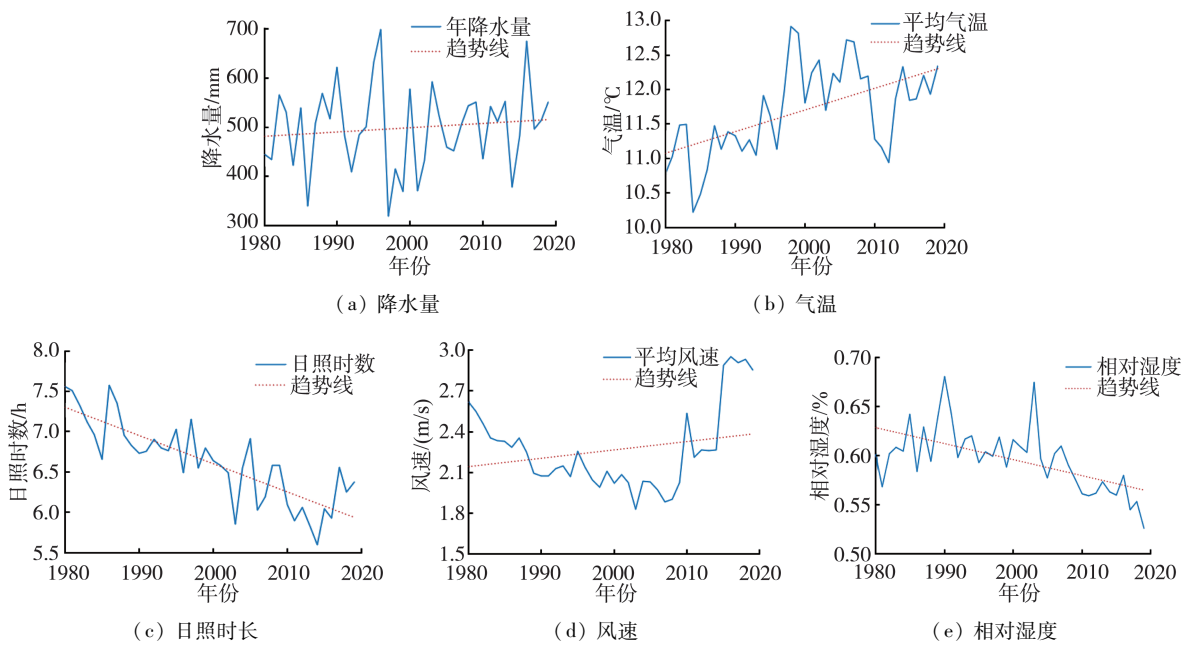 700
600
500
400
300
降水量/mm
年降水量
趋势线
1980
1990
2000
2010
2020
年份
(a) 降水量
13.0
12.5
12.0
11.5
11.0
10.5
10.0
气温/℃
平均气温
趋势线
1980
1990
2000
2010
2020
年份
(b) 气温
8.0
7.5
7.0
6.5
6.0
5.5
日照时数/h
日照时数
趋势线
1980
1990
2000
2010
2020
年份
(c) 日照时长
3.0
2.7
2.4
2.1
1.8
1.5
风速/(m/s)
平均风速
趋势线
1980
1990
2000
2010
2020
年份
(d) 风速
0.70
0.65
0.60
0.55
0.50
相对湿度/%
相对湿度
趋势线
1980
1990
2000
2010
2020
年份
(e) 相对湿度